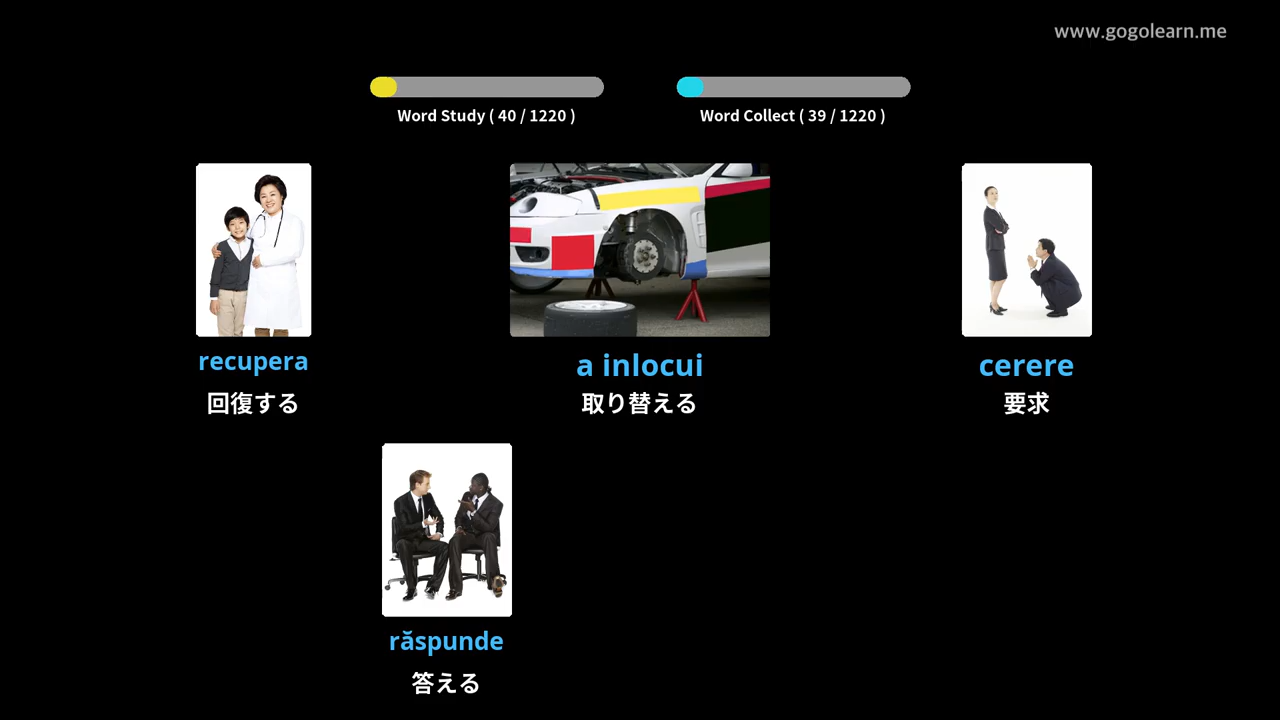 www.gogolearn.me
Word Study ( 40 / 1220 )
Word Collect ( 39 / 1220 )
recupera
回復する
a inlocui
取り替える
cerere
要求
răspunde
答える